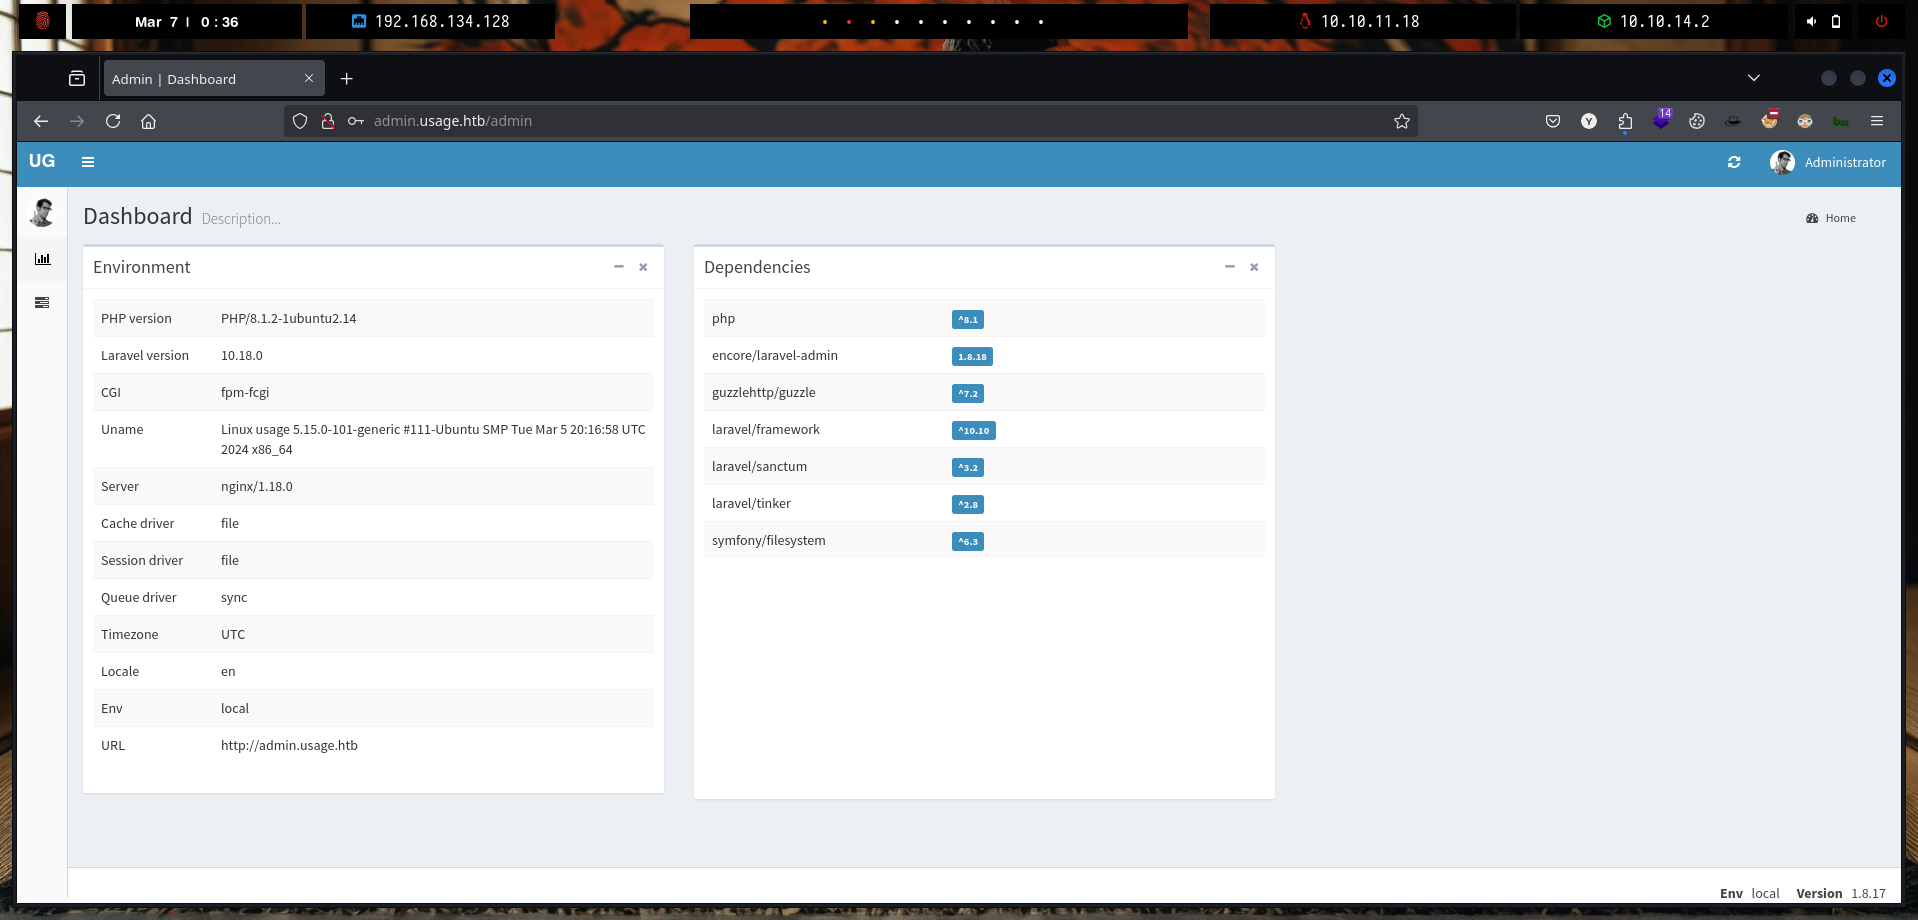 Mar 7 | 0:36
192.168.134.128
10.10.11.18
10.10.14.2
Admin | Dashboard
admin.usage.htb/admin
14
UG
Administrator
Dashboard Description...
Home
Environment
PHP version PHP/8.1.2-1ubuntu2.14
Laravel version 10.18.0
CGI fpm-fcgi
Uname Linux usage 5.15.0-101-generic #111-Ubuntu SMP Tue Mar 5 20:16:58 UTC
2024 x86_64
Server nginx/1.18.0
Cache driver file
Session driver file
Queue driver sync
Timezone UTC
Locale en
Env local
URL http://admin.usage.htb
Dependencies
php ^8.1
encore/laravel-admin 1.8.18
guzzlehttp/guzzle ^7.2
laravel/framework ^10.10
laravel/sanctum ^3.2
laravel/tinker ^2.8
symfony/filesystem ^6.3
Env local Version 1.8.17